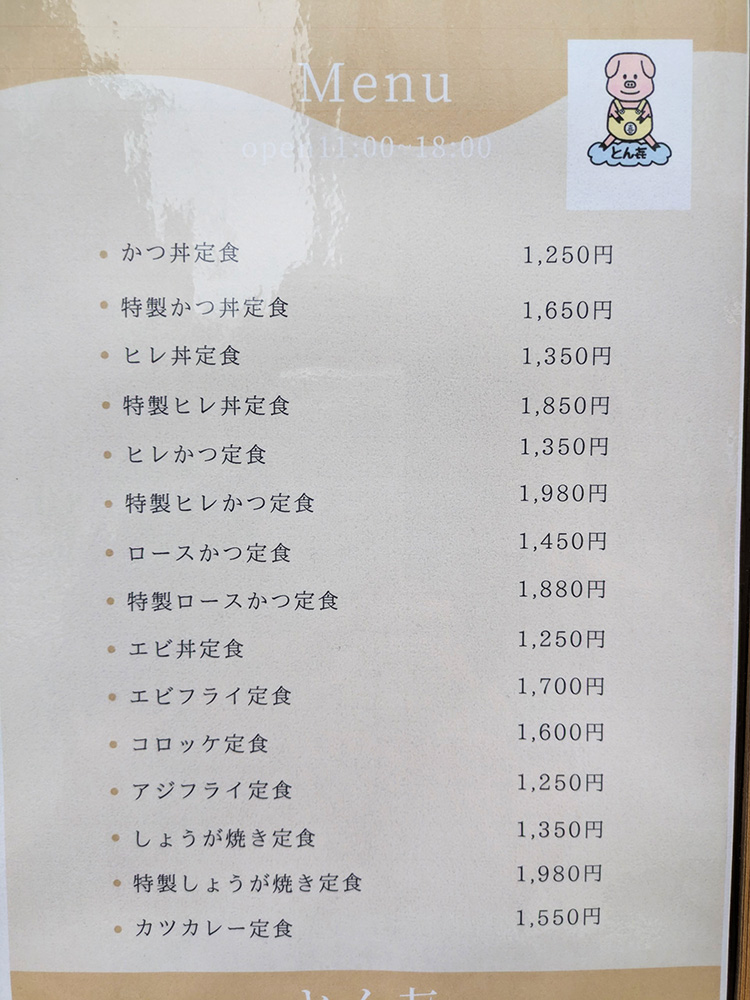 Menu
open 11:00~18:00
とん㐂
かつ丼定食 1,250円
特製かつ丼定食 1,650円
ヒレ丼定食 1,350円
特製ヒレ丼定食 1,850円
ヒレかつ定食 1,350円
特製ヒレかつ定食 1,980円
ロースかつ定食 1,450円
特製ロースかつ定食 1,880円
エビ丼定食 1,250円
エビフライ定食 1,700円
コロッケ定食 1,600円
アジフライ定食 1,250円
しょうが焼き定食 1,350円
特製しょうが焼き定食 1,980円
カツカレー定食 1,550円